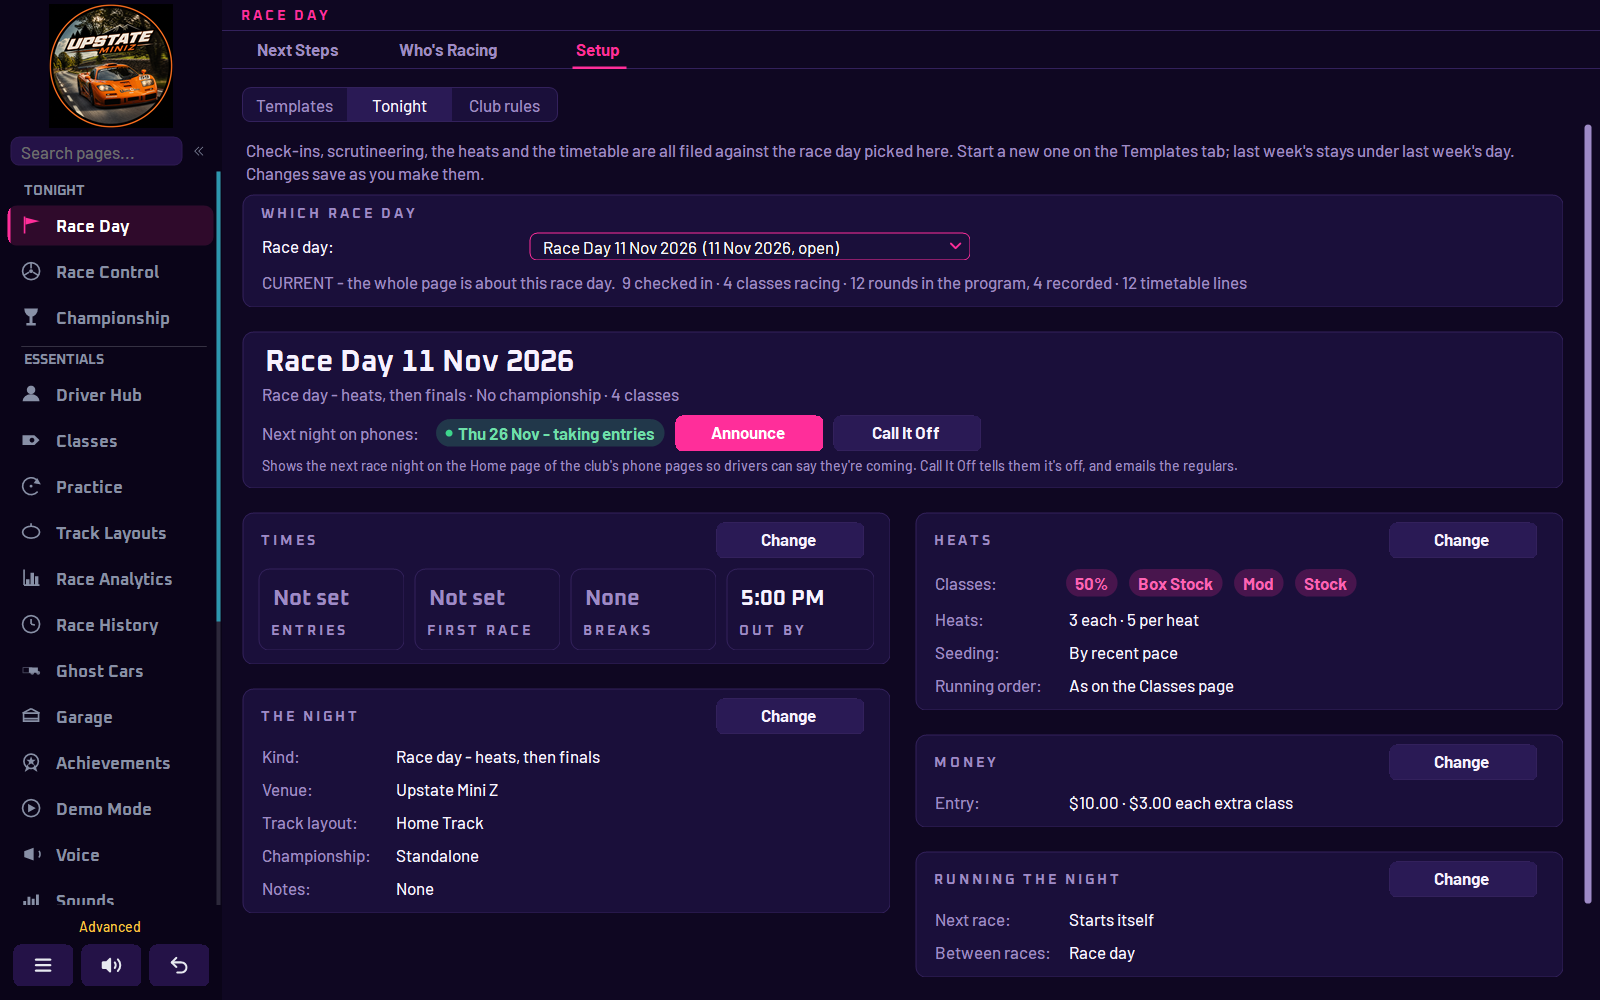 UPSTATE
MINIZ
Search pages...
TONIGHT
Race Day
Race Control
Championship
ESSENTIALS
Driver Hub
Classes
Practice
Track Layouts
Race Analytics
Race History
Ghost Cars
Garage
Achievements
Demo Mode
Voice
Sounds
Advanced
RACE DAY
Next Steps
Who's Racing
Setup
Templates
Tonight
Club rules
Check-ins, scrutineering, the heats and the timetable are all filed against the race day picked here. Start a new one on the Templates tab; last week's stays under last week's day.
Changes save as you make them.
WHICH RACE DAY
Race day: Race Day 11 Nov 2026 (11 Nov 2026, open)
CURRENT - the whole page is about this race day. 9 checked in · 4 classes racing · 12 rounds in the program, 4 recorded · 12 timetable lines
Race Day 11 Nov 2026
Race day - heats, then finals · No championship · 4 classes
Next night on phones: Thu 26 Nov - taking entries Announce Call It Off
Shows the next race night on the Home page of the club's phone pages so drivers can say they're coming. Call It Off tells them it's off, and emails the regulars.
TIMES Change
Not set Not set None 5:00 PM
ENTRIES FIRST RACE BREAKS OUT BY
THE NIGHT Change
Kind: Race day - heats, then finals
Venue: Upstate Mini Z
Track layout: Home Track
Championship: Standalone
Notes: None
HEATS Change
Classes: 50% Box Stock Mod Stock
Heats: 3 each · 5 per heat
Seeding: By recent pace
Running order: As on the Classes page
MONEY Change
Entry: $10.00 · $3.00 each extra class
RUNNING THE NIGHT Change
Next race: Starts itself
Between races: Race day